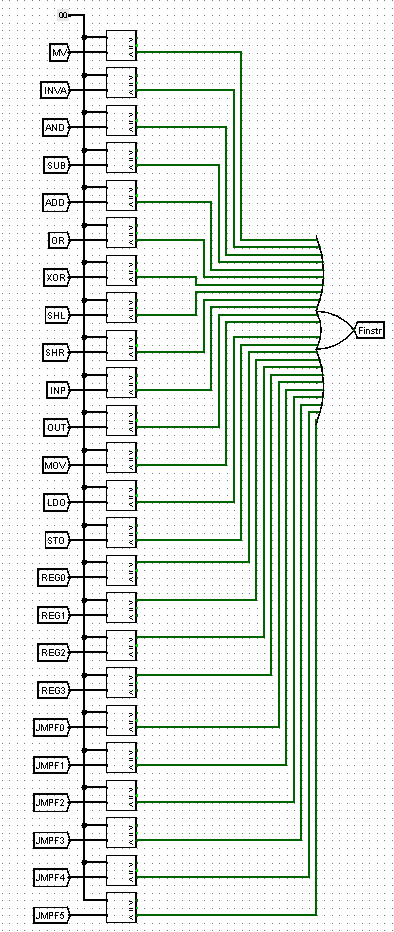 00
MV
INVA
AND
SUB
ADD
OR
XOR
SHL
SHR
INP
OUT
MOV
LDO
STO
REG0
REG1
REG2
REG3
JMPF0
JMPF1
JMPF2
JMPF3
JMPF4
JMPF5
Finstr